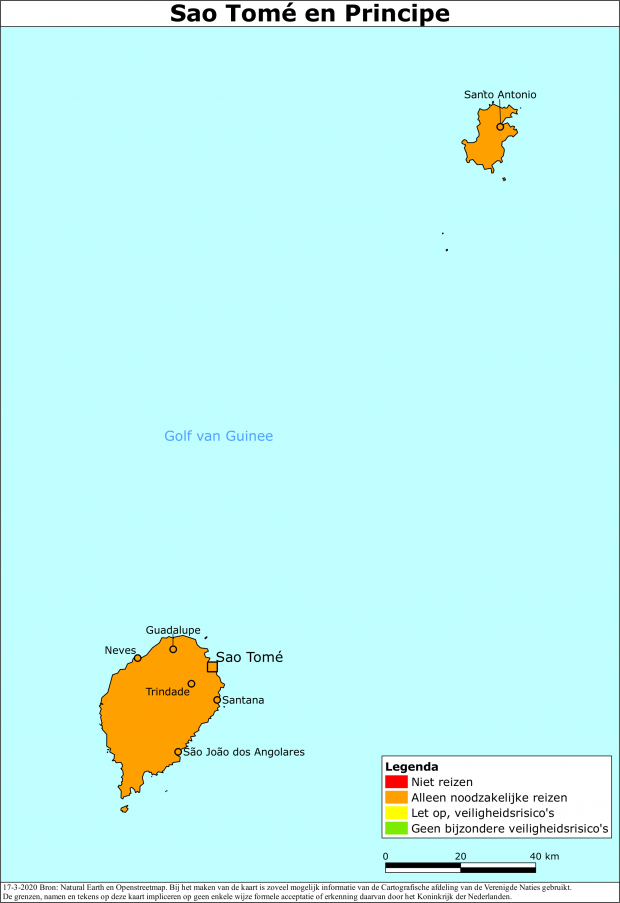 Sao Tomé en Principe
Santo Antonio
Golf van Guinee
Guadalupe
Neves
Sao Tomé
Trindade
Santana
São João dos Angolares
Legenda
Niet reizen
Alleen noodzakelijke reizen
Let op, veiligheidsrisico's
Geen bijzondere veiligheidsrisico's
0 20 40 km
17-3-2020 Bron: Natural Earth en Openstreetmap. Bij het maken van de kaart is zoveel mogelijk informatie van de Cartografische afdeling van de Verenigde Naties gebruikt.
De grenzen, namen en tekens op deze kaart impliceren op geen enkele wijze formele acceptatie of erkenning daarvan door het Koninkrijk der Nederlanden.